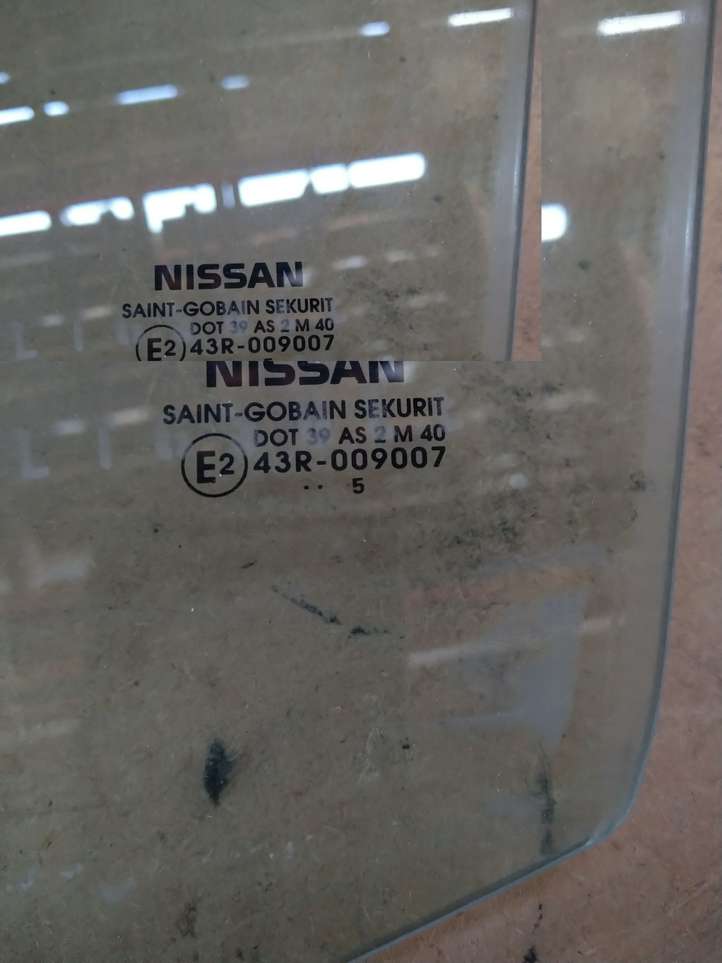 NISSAN
SAINT-GOBAIN SEKURIT
DOT 39 AS 2 M 40
E2 43R-009007
NISSAN
SAINT-GOBAIN SEKURIT
DOT 39 AS 2 M 40
E2 43R-009007
.. 5